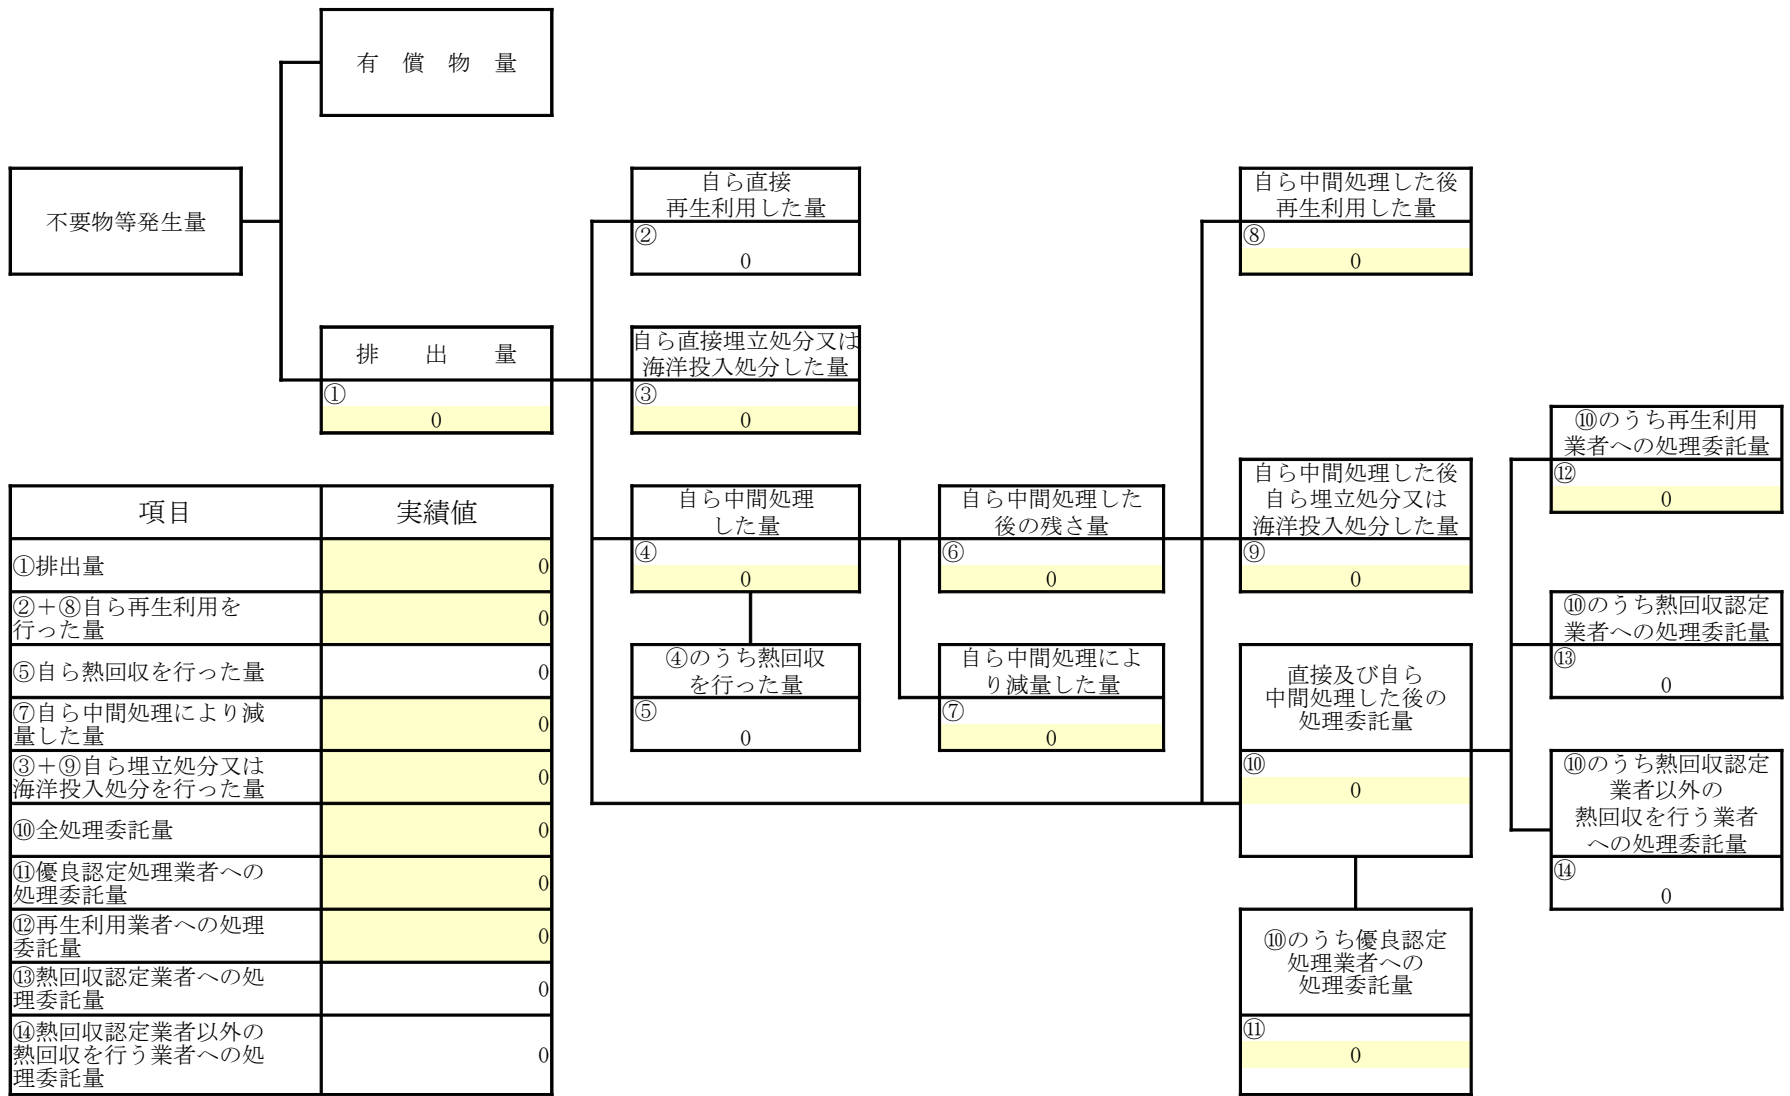 有　償　物　量
不要物等発生量
排　　出　　量
①
0
自ら直接
再生利用した量
②
0
自ら直接埋立処分又は
海洋投入処分した量
③
0
自ら中間処理
した量
④
0
④のうち熱回収
を行った量
⑤
0
自ら中間処理した
後の残さ量
⑥
0
自ら中間処理によ
り減量した量
⑦
0
自ら中間処理した後
再生利用した量
⑧
0
自ら中間処理した後
自ら埋立処分又は
海洋投入処分した量
⑨
0
直接及び自ら
中間処理した後の
処理委託量
⑩
0
⑩のうち優良認定
処理業者への
処理委託量
⑪
0
⑩のうち再生利用
業者への処理委託量
⑫
0
⑩のうち熱回収認定
業者への処理委託量
⑬
0
⑩のうち熱回収認定
業者以外の
熱回収を行う業者
への処理委託量
⑭
0
項目 実績値
①排出量 0
②＋⑧自ら再生利用を
行った量 0
⑤自ら熱回収を行った量 0
⑦自ら中間処理により減
量した量 0
③＋⑨自ら埋立処分又は
海洋投入処分を行った量 0
⑩全処理委託量 0
⑪優良認定処理業者への
処理委託量 0
⑫再生利用業者への処理
委託量 0
⑬熱回収認定業者への処
理委託量 0
⑭熱回収認定業者以外の
熱回収を行う業者への処 0
理委託量